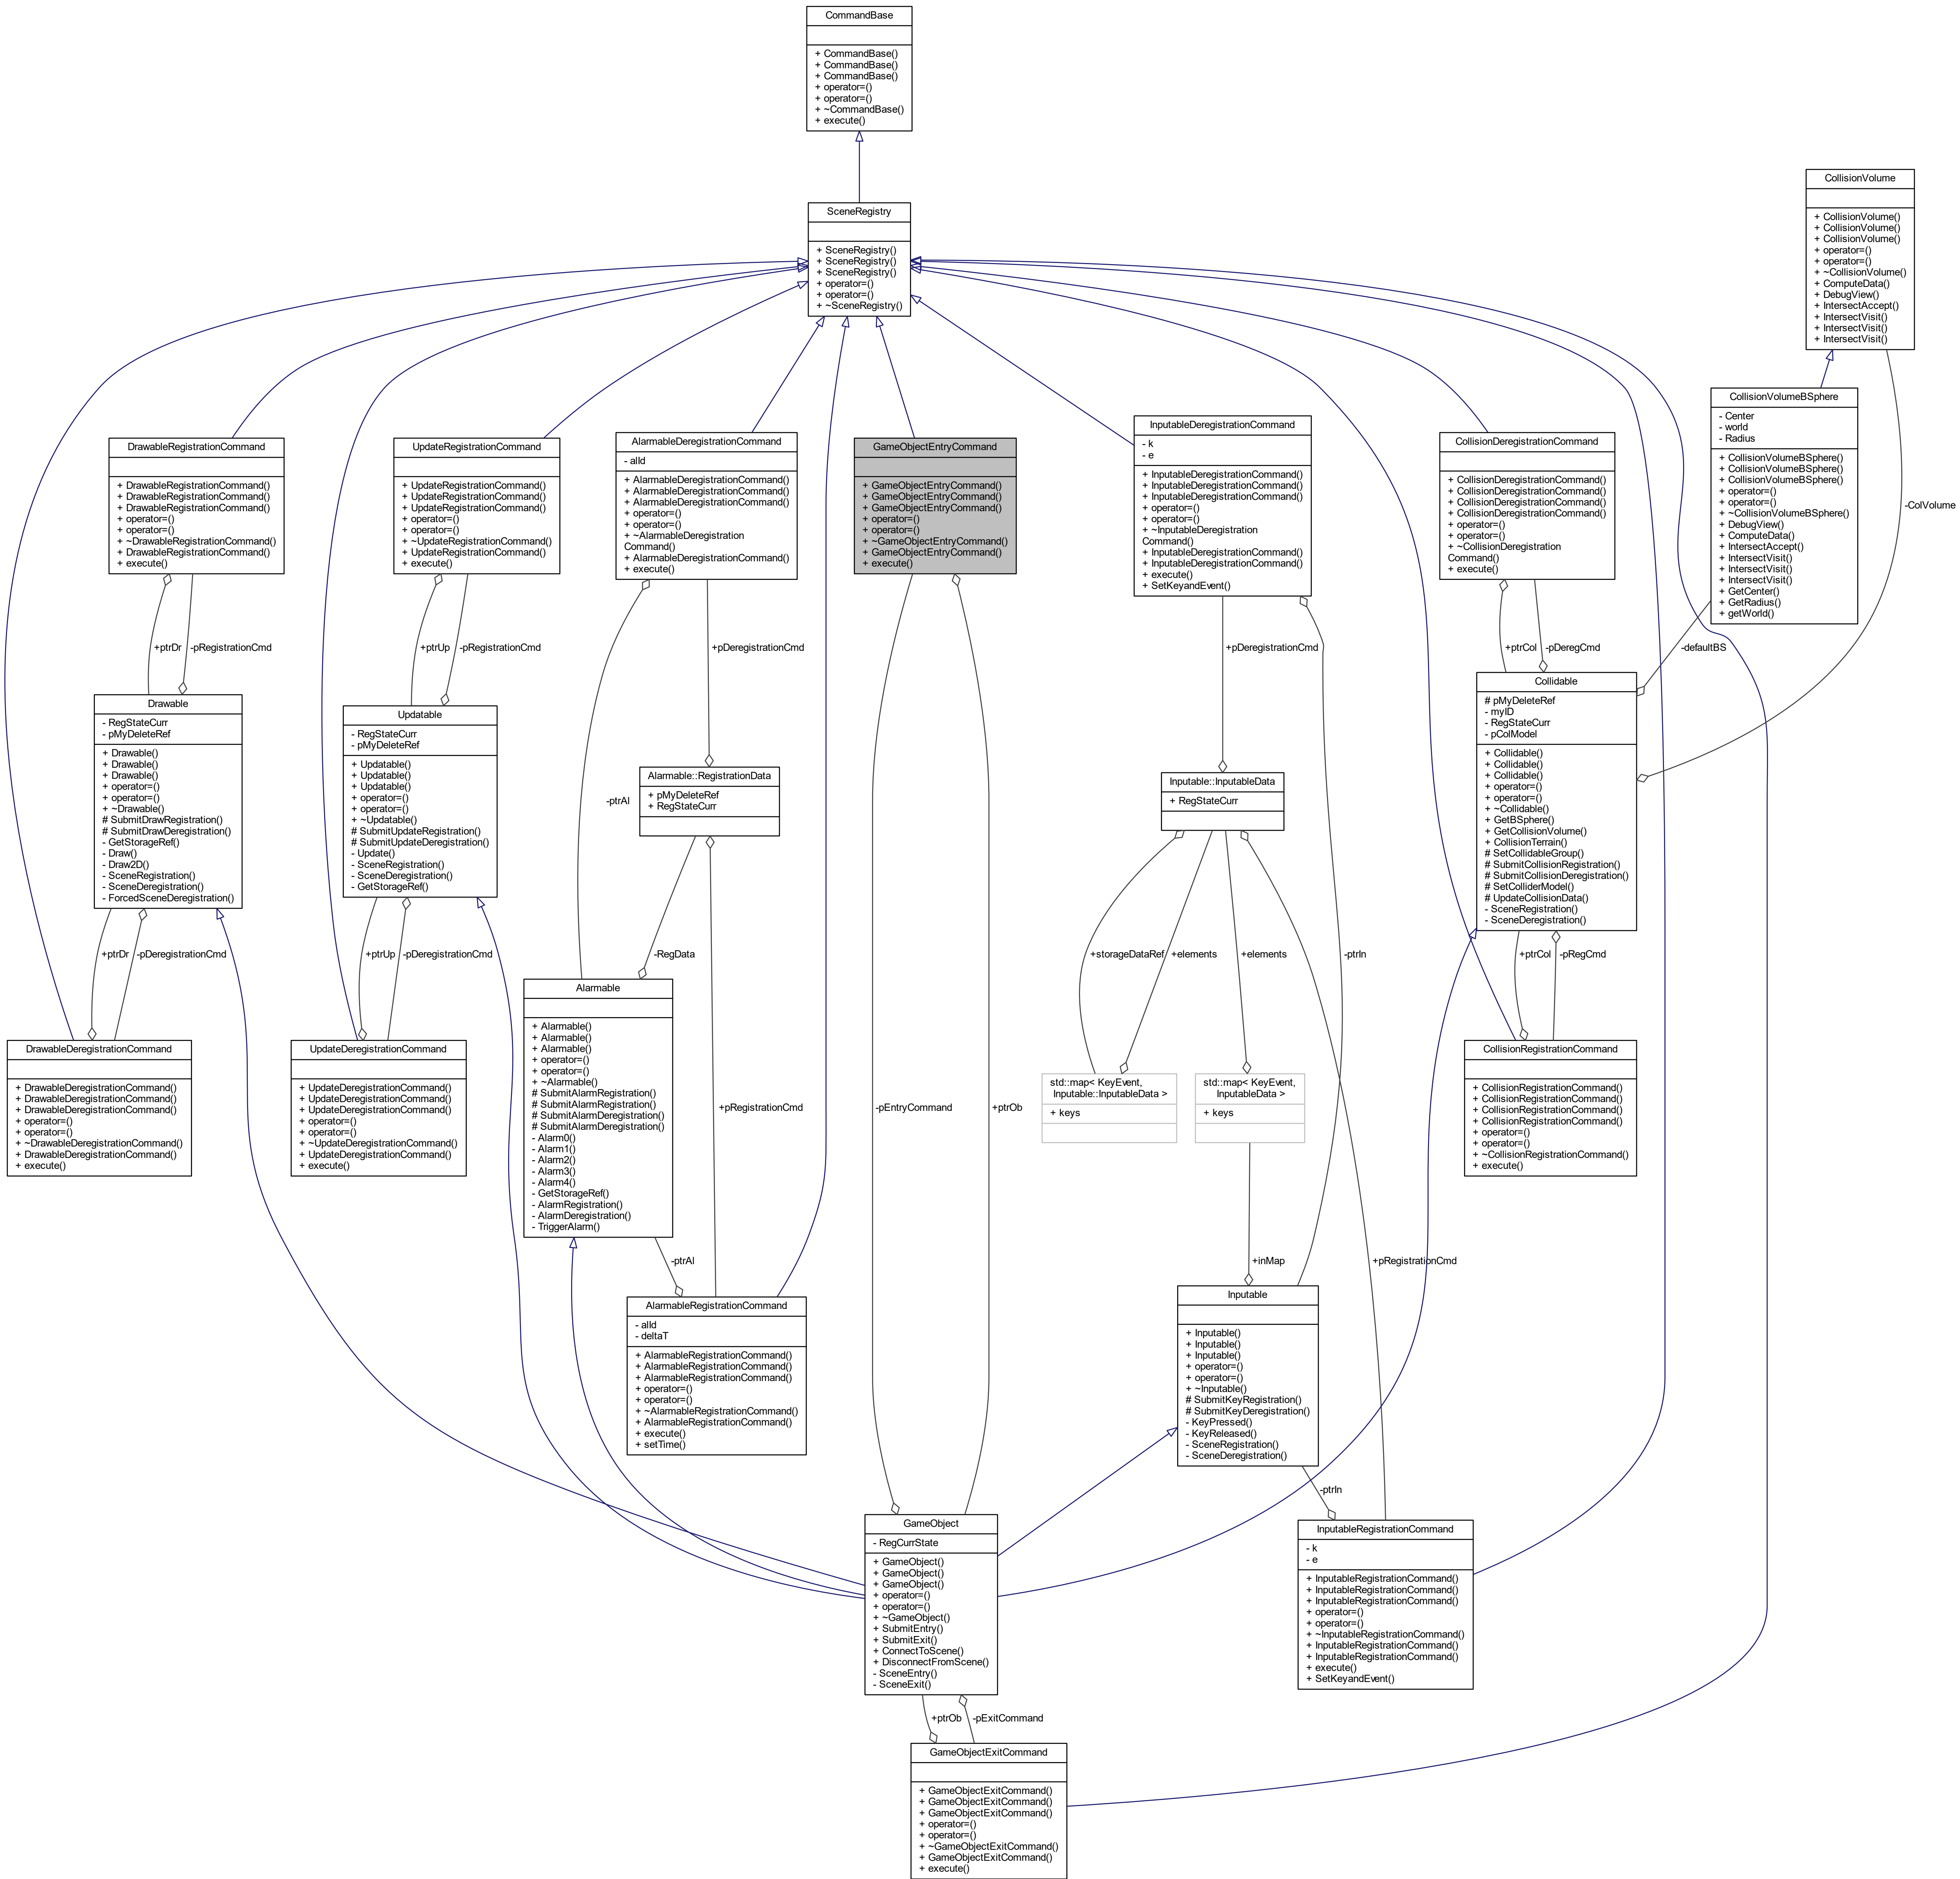 CommandBase
+ CommandBase()
+ CommandBase()
+ CommandBase()
+ operator=()
+ operator=()
+ ~CommandBase()
+ execute()
CollisionVolume
+ CollisionVolume()
+ CollisionVolume()
+ CollisionVolume()
+ operator=()
+ operator=()
+ ~CollisionVolume()
+ ComputeData()
+ DebugView()
+ IntersectAccept()
+ IntersectVisit()
+ IntersectVisit()
+ IntersectVisit()
SceneRegistry
+ SceneRegistry()
+ SceneRegistry()
+ SceneRegistry()
+ operator=()
+ operator=()
+ ~SceneRegistry()
DrawableRegistrationCommand
+ DrawableRegistrationCommand()
+ DrawableRegistrationCommand()
+ DrawableRegistrationCommand()
+ operator=()
+ operator=()
+ ~DrawableRegistrationCommand()
+ DrawableRegistrationCommand()
+ execute()
UpdateRegistrationCommand
+ UpdateRegistrationCommand()
+ UpdateRegistrationCommand()
+ UpdateRegistrationCommand()
+ operator=()
+ operator=()
+ ~UpdateRegistrationCommand()
+ UpdateRegistrationCommand()
+ execute()
AlarmableDeregistrationCommand
- alId
+ AlarmableDeregistrationCommand()
+ AlarmableDeregistrationCommand()
+ AlarmableDeregistrationCommand()
+ operator=()
+ operator=()
+ ~AlarmableDeregistration
Command()
+ AlarmableDeregistrationCommand()
+ execute()
GameObjectEntryCommand
+ GameObjectEntryCommand()
+ GameObjectEntryCommand()
+ GameObjectEntryCommand()
+ operator=()
+ operator=()
+ ~GameObjectEntryCommand()
+ GameObjectEntryCommand()
+ execute()
InputableDeregistrationCommand
- k
- e
+ InputableDeregistrationCommand()
+ InputableDeregistrationCommand()
+ InputableDeregistrationCommand()
+ operator=()
+ operator=()
+ ~InputableDeregistration
Command()
+ InputableDeregistrationCommand()
+ InputableDeregistrationCommand()
+ execute()
+ SetKeyandEvent()
CollisionDeregistrationCommand
+ CollisionDeregistrationCommand()
+ CollisionDeregistrationCommand()
+ CollisionDeregistrationCommand()
+ CollisionDeregistrationCommand()
+ operator=()
+ operator=()
+ ~CollisionDeregistration
Command()
+ execute()
CollisionVolumeBSphere
- Center
- world
- Radius
+ CollisionVolumeBSphere()
+ CollisionVolumeBSphere()
+ CollisionVolumeBSphere()
+ operator=()
+ operator=()
+ ~CollisionVolumeBSphere()
+ DebugView()
+ ComputeData()
+ IntersectAccept()
+ IntersectVisit()
+ IntersectVisit()
+ IntersectVisit()
+ GetCenter()
+ GetRadius()
+ getWorld()
-ColVolume
+ptrDr
-pRegistrationCmd
+ptrUp
-pRegistrationCmd
+pDeregistrationCmd
+pDeregistrationCmd
+ptrCol
-pDeregCmd
-defaultBS
Drawable
- RegStateCurr
- pMyDeleteRef
+ Drawable()
+ Drawable()
+ Drawable()
+ operator=()
+ operator=()
+ ~Drawable()
# SubmitDrawRegistration()
# SubmitDrawDeregistration()
- GetStorageRef()
- Draw()
- Draw2D()
- SceneRegistration()
- SceneDeregistration()
- ForcedSceneDeregistration()
Updatable
- RegStateCurr
- pMyDeleteRef
+ Updatable()
+ Updatable()
+ Updatable()
+ operator=()
+ operator=()
+ ~Updatable()
# SubmitUpdateRegistration()
# SubmitUpdateDeregistration()
- Update()
- SceneRegistration()
- SceneDeregistration()
- GetStorageRef()
-ptrAl
Alarmable::RegistrationData
+ pMyDeleteRef
+ RegStateCurr
Inputable::InputableData
+ RegStateCurr
Collidable
# pMyDeleteRef
- myID
- RegStateCurr
- pColModel
+ Collidable()
+ Collidable()
+ Collidable()
+ operator=()
+ operator=()
+ ~Collidable()
+ GetBSphere()
+ GetCollisionVolume()
+ CollisionTerrain()
# SetCollidableGroup()
# SubmitCollisionRegistration()
# SubmitCollisionDeregistration()
# SetColliderModel()
# UpdateCollisionData()
- SceneRegistration()
- SceneDeregistration()
+ptrDr
-pDeregistrationCmd
+ptrUp
-pDeregistrationCmd
-RegData
+storageDataRef
+elements
+elements
-ptrIn
+ptrCol
-pRegCmd
DrawableDeregistrationCommand
+ DrawableDeregistrationCommand()
+ DrawableDeregistrationCommand()
+ DrawableDeregistrationCommand()
+ operator=()
+ operator=()
+ ~DrawableDeregistrationCommand()
+ DrawableDeregistrationCommand()
+ execute()
UpdateDeregistrationCommand
+ UpdateDeregistrationCommand()
+ UpdateDeregistrationCommand()
+ UpdateDeregistrationCommand()
+ operator=()
+ operator=()
+ ~UpdateDeregistrationCommand()
+ UpdateDeregistrationCommand()
+ execute()
Alarmable
+ Alarmable()
+ Alarmable()
+ Alarmable()
+ operator=()
+ operator=()
+ ~Alarmable()
# SubmitAlarmRegistration()
# SubmitAlarmRegistration()
# SubmitAlarmDeregistration()
# SubmitAlarmDeregistration()
- Alarm0()
- Alarm1()
- Alarm2()
- Alarm3()
- Alarm4()
- GetStorageRef()
- AlarmRegistration()
- AlarmDeregistration()
- TriggerAlarm()
+pRegistrationCmd
-pEntryCommand
+ptrOb
std::map< KeyEvent,
Inputable::InputableData >
+ keys
std::map< KeyEvent,
InputableData >
+ keys
CollisionRegistrationCommand
+ CollisionRegistrationCommand()
+ CollisionRegistrationCommand()
+ CollisionRegistrationCommand()
+ CollisionRegistrationCommand()
+ operator=()
+ operator=()
+ ~CollisionRegistrationCommand()
+ execute()
-ptrAl
+inMap
+pRegistrationCmd
AlarmableRegistrationCommand
- alId
- deltaT
+ AlarmableRegistrationCommand()
+ AlarmableRegistrationCommand()
+ AlarmableRegistrationCommand()
+ operator=()
+ operator=()
+ ~AlarmableRegistrationCommand()
+ AlarmableRegistrationCommand()
+ execute()
+ setTime()
Inputable
+ Inputable()
+ Inputable()
+ Inputable()
+ operator=()
+ operator=()
+ ~Inputable()
# SubmitKeyRegistration()
# SubmitKeyDeregistration()
- KeyPressed()
- KeyReleased()
- SceneRegistration()
- SceneDeregistration()
-ptrIn
GameObject
- RegCurrState
+ GameObject()
+ GameObject()
+ GameObject()
+ operator=()
+ operator=()
+ ~GameObject()
+ SubmitEntry()
+ SubmitExit()
+ ConnectToScene()
+ DisconnectFromScene()
- SceneEntry()
- SceneExit()
InputableRegistrationCommand
- k
- e
+ InputableRegistrationCommand()
+ InputableRegistrationCommand()
+ InputableRegistrationCommand()
+ operator=()
+ operator=()
+ ~InputableRegistrationCommand()
+ InputableRegistrationCommand()
+ InputableRegistrationCommand()
+ execute()
+ SetKeyandEvent()
+ptrOb
-pExitCommand
GameObjectExitCommand
+ GameObjectExitCommand()
+ GameObjectExitCommand()
+ GameObjectExitCommand()
+ operator=()
+ operator=()
+ ~GameObjectExitCommand()
+ GameObjectExitCommand()
+ execute()